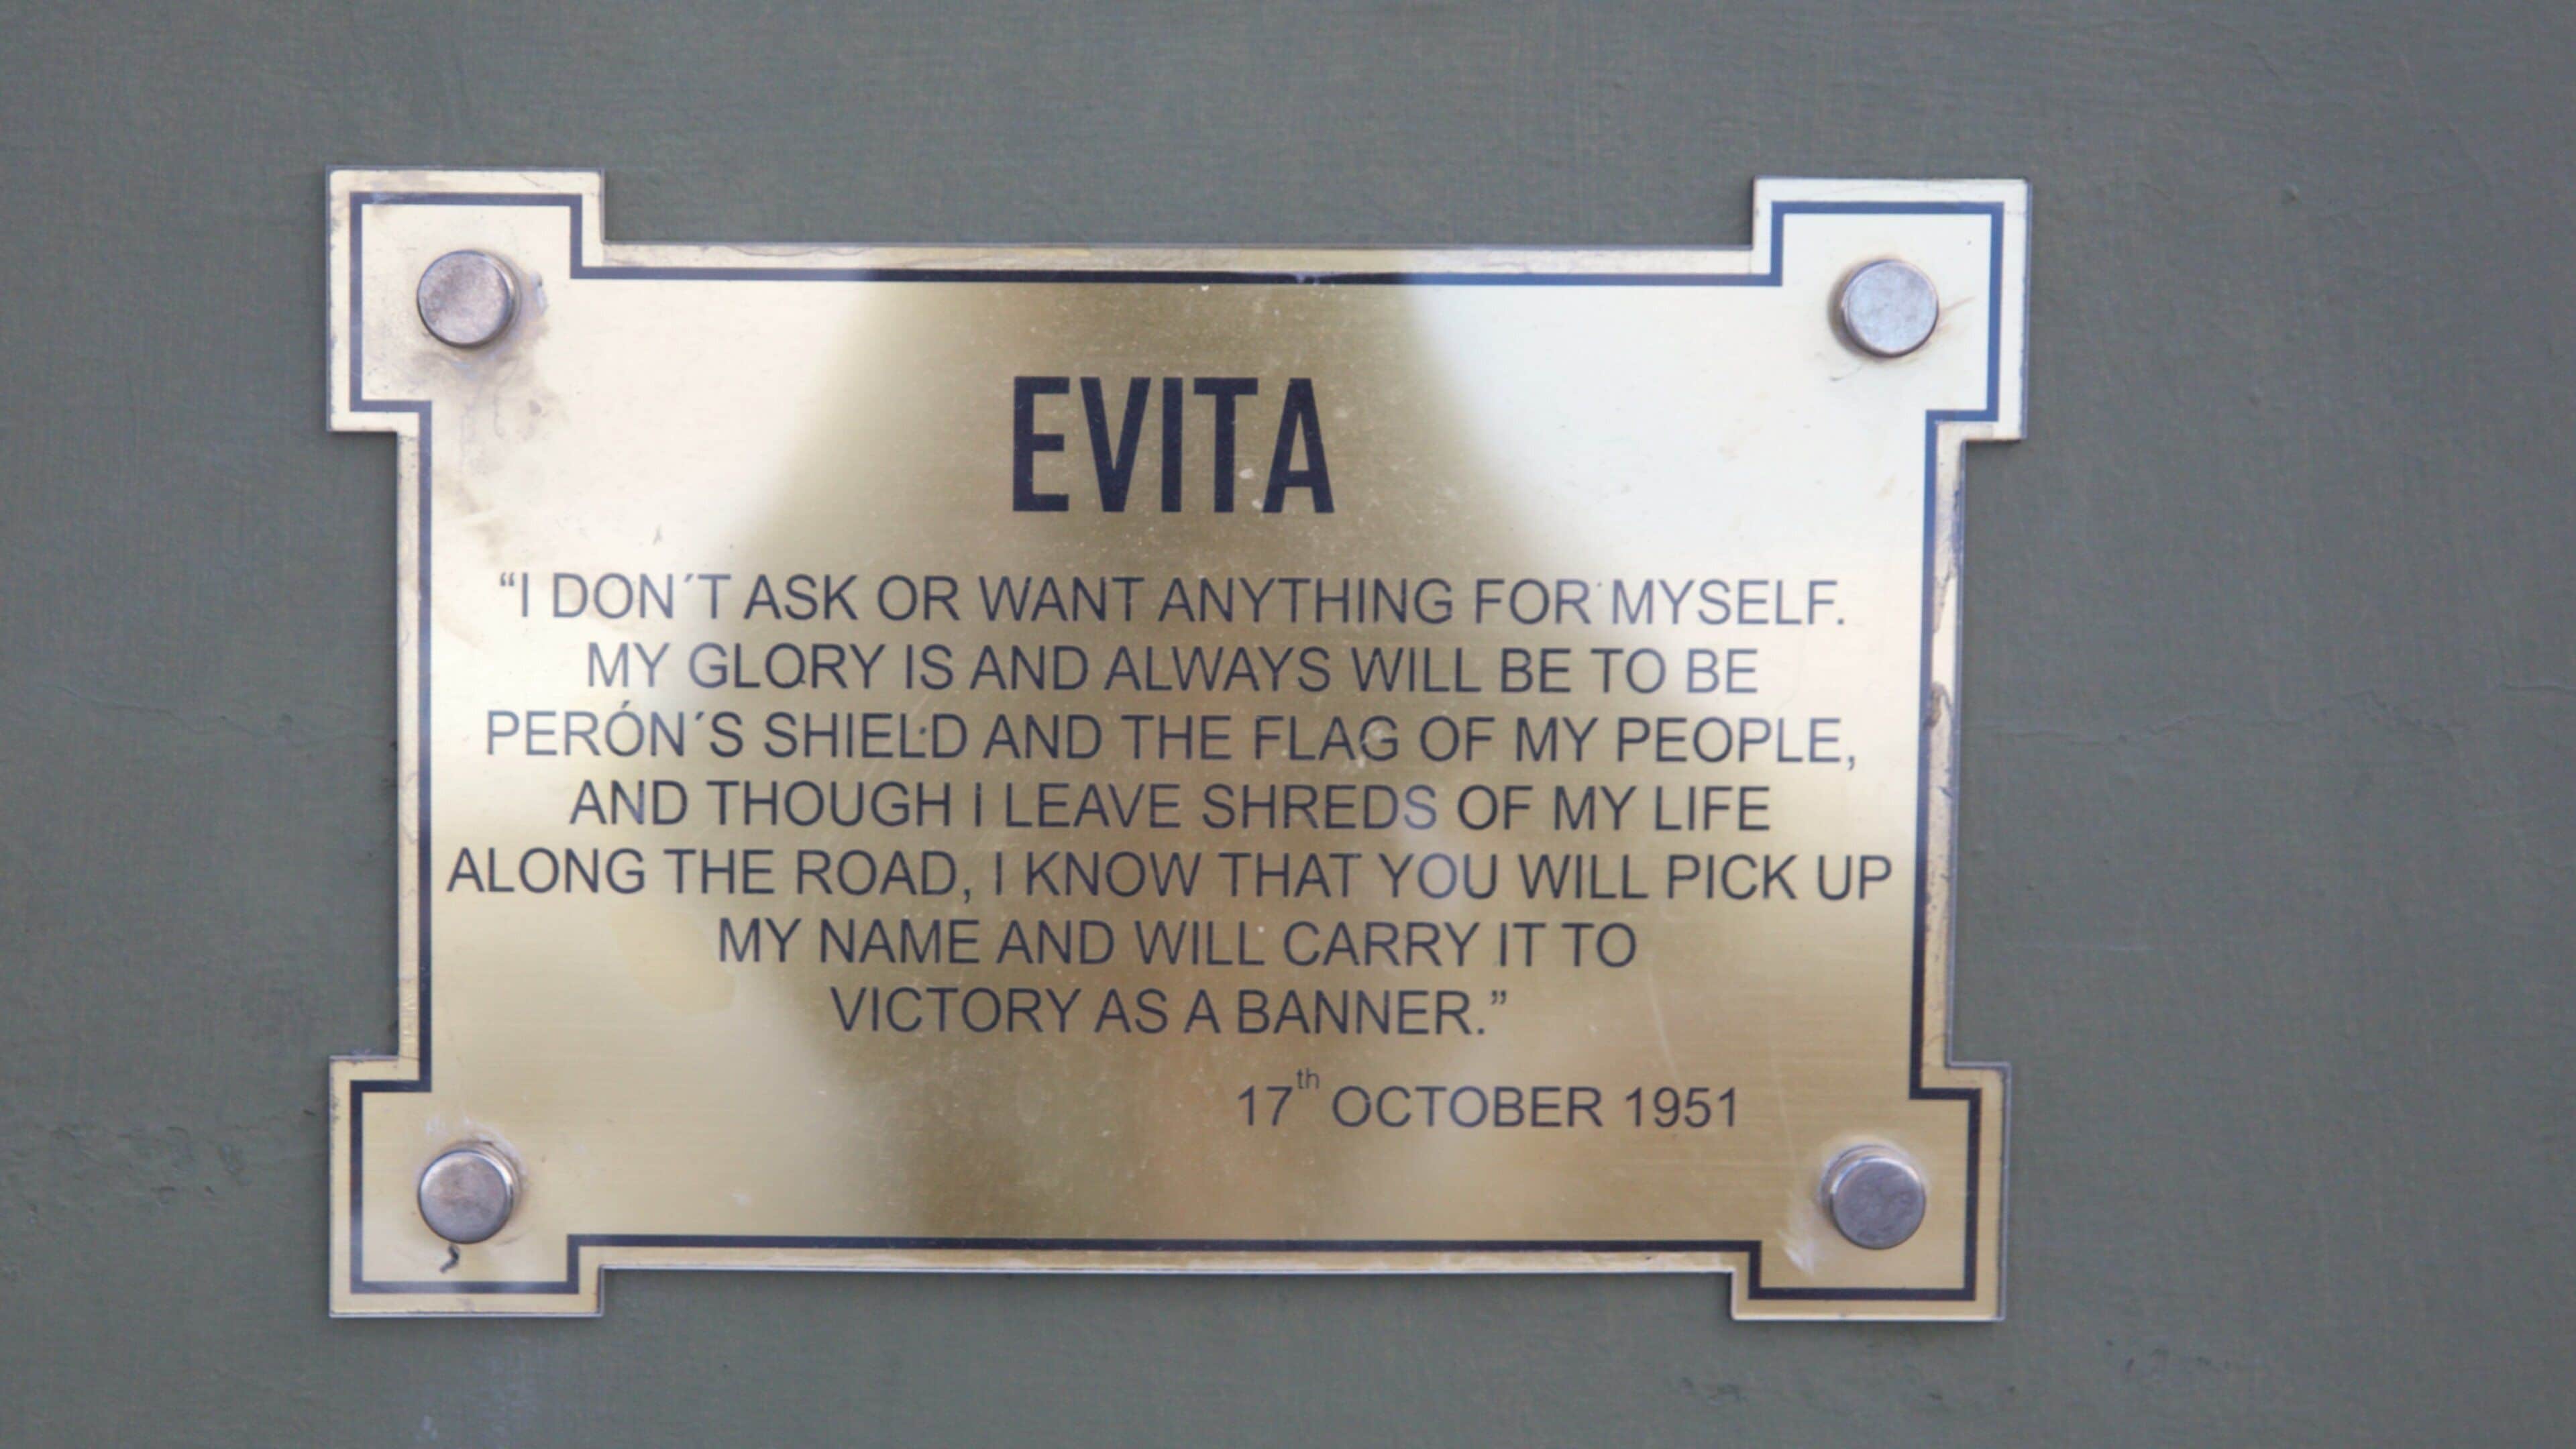 EVITA
“I DON´T ASK OR WANT ANYTHING FOR MYSELF.
MY GLORY IS AND ALWAYS WILL BE TO BE
PERÓN´S SHIELD AND THE FLAG OF MY PEOPLE,
AND THOUGH I LEAVE SHREDS OF MY LIFE
ALONG THE ROAD, I KNOW THAT YOU WILL PICK UP
MY NAME AND WILL CARRY IT TO
VICTORY AS A BANNER.”
17th OCTOBER 1951